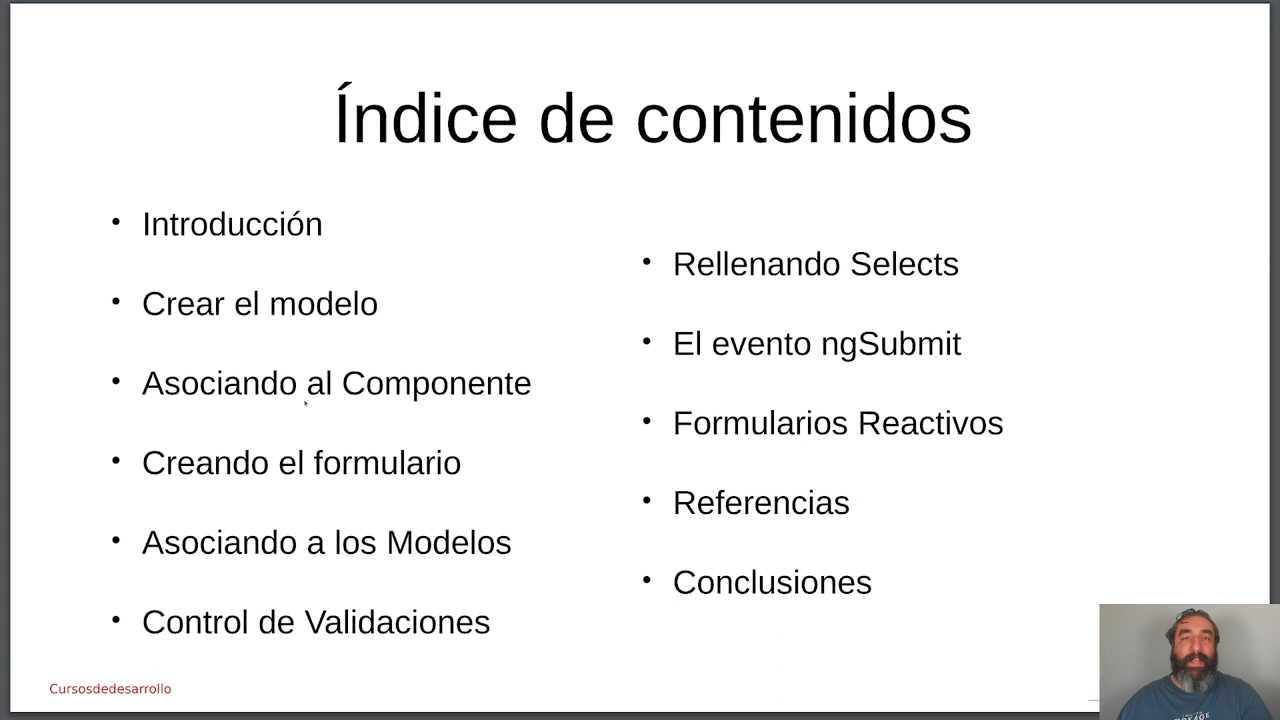 Índice de contenidos
Introducción
Crear el modelo
Asociando al Componente
Creando el formulario
Asociando a los Modelos
Control de Validaciones
Rellenando Selects
El evento ngSubmit
Formularios Reactivos
Referencias
Conclusiones
Cursosdedesarrollo